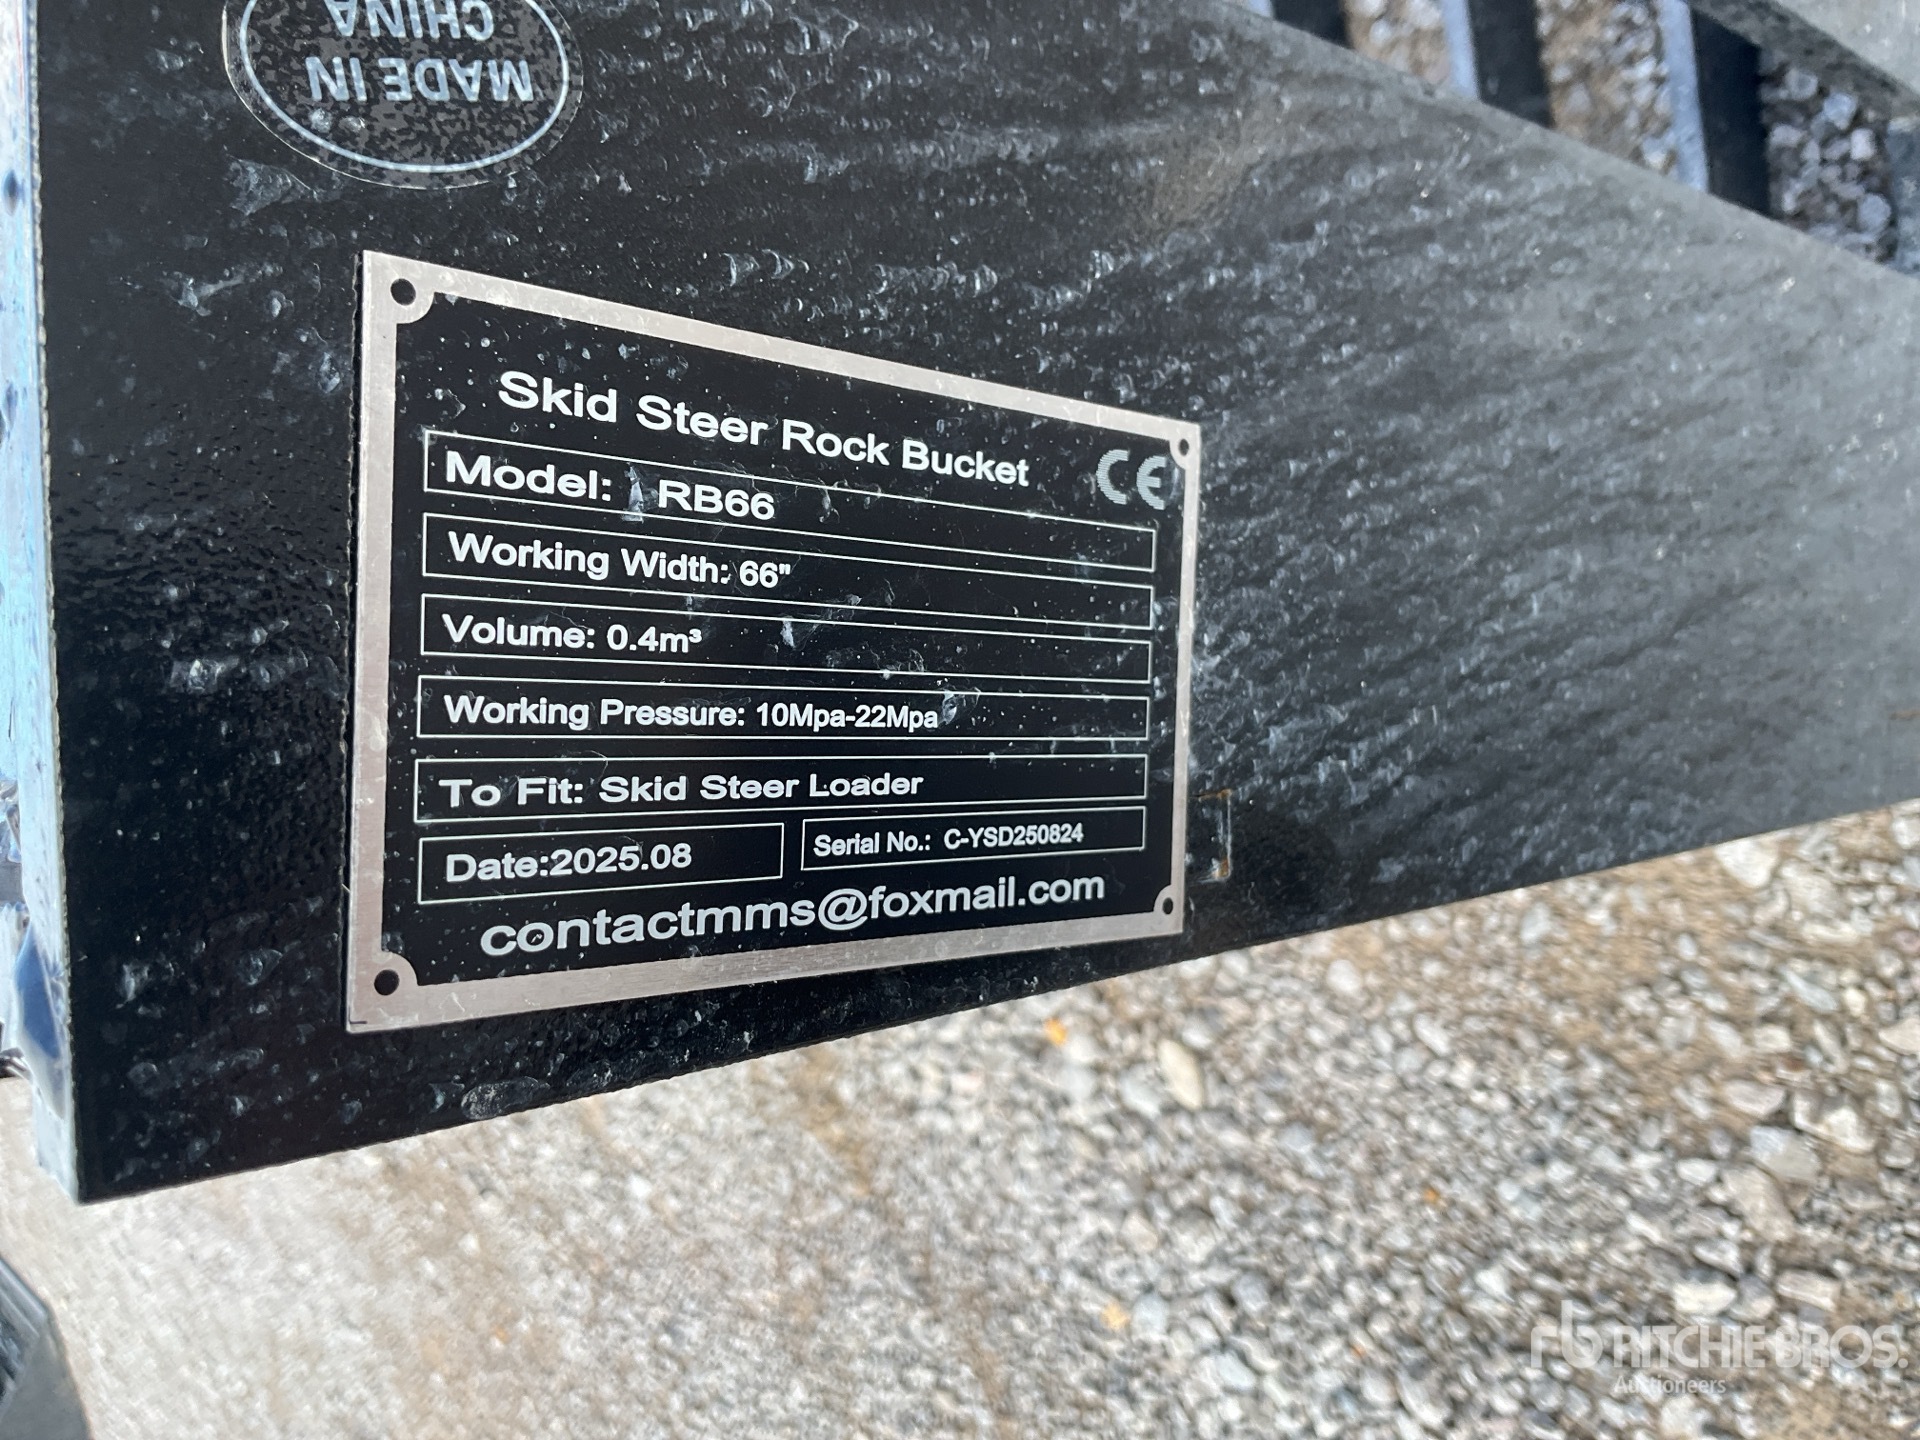 MADE IN
CHINA
Skid Steer Rock Bucket
CE
Model: RB66
Working Width: 66"
Volume: 0.4m³
Working Pressure: 10Mpa-22Mpa
To Fit: Skid Steer Loader
Date:2025.08
Serial No.: C-YSD250824
contactmms@foxmail.com
rb RITCHIE BROS.
Auctioneers